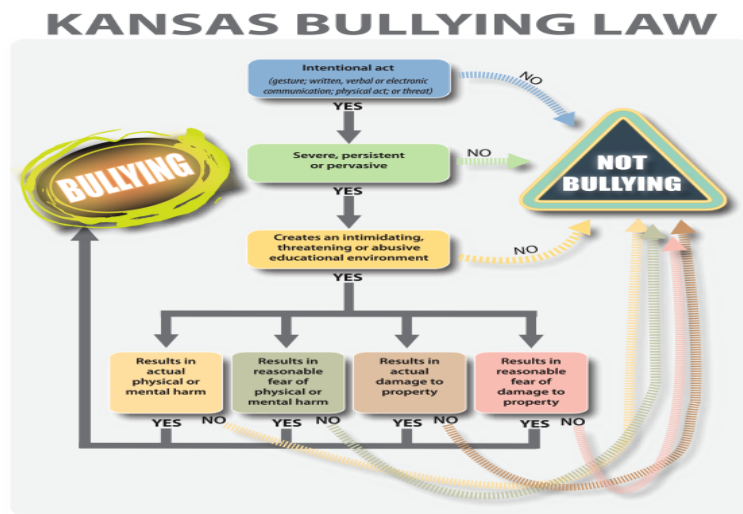 KANSAS BULLYING LAW
Intentional act
(gesture; written, verbal or electronic
communication; physical act; or threat)
NO
YES
BULLYING
Severe, persistent
or pervasive
NO
NOT
BULLYING
YES
Creates an intimidating,
threatening or abusive
educational environment
NO
YES
Results in
actual
physical or
mental harm
Results in
reasonable
fear of
physical or
mental harm
Results in
actual
damage to
property
Results in
reasonable
fear of
damage to
property
YES NO
YES NO
YES NO
YES NO